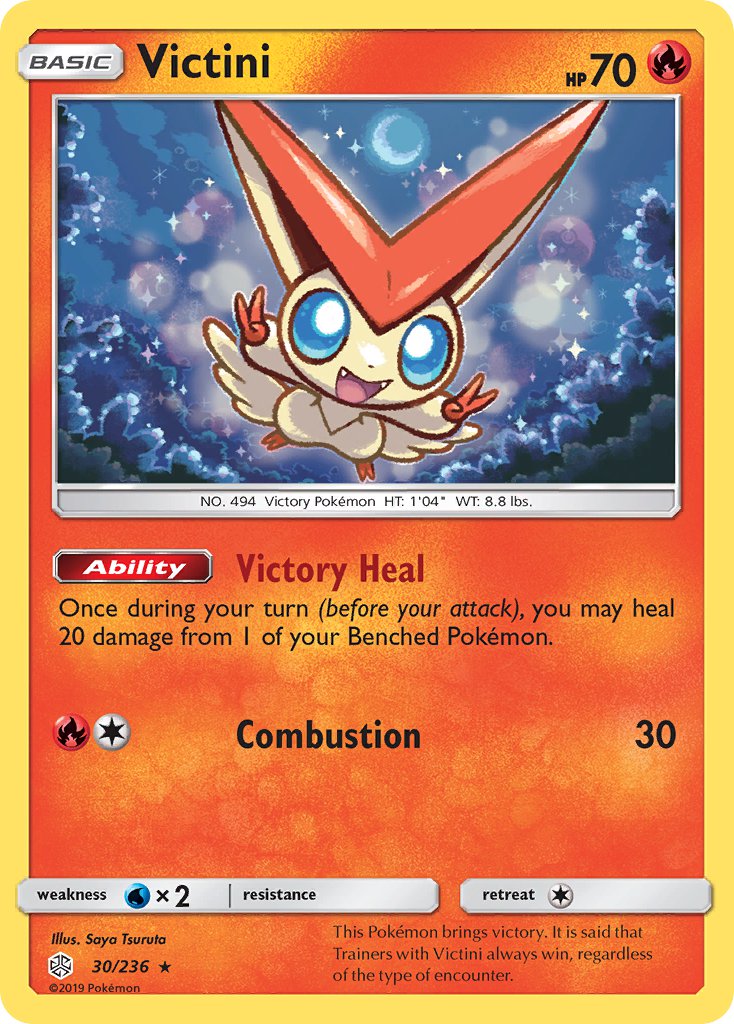 BASIC Victini HP 70
NO. 494 Victory Pokémon HT: 1'04" WT: 8.8 lbs.
Ability Victory Heal
Once during your turn (before your attack), you may heal
20 damage from 1 of your Benched Pokémon.
Combustion 30
weakness ×2 resistance retreat
Illus. Saya Tsuruta
30/236
©2019 Pokémon
This Pokémon brings victory. It is said that
Trainers with Victini always win, regardless
of the type of encounter.